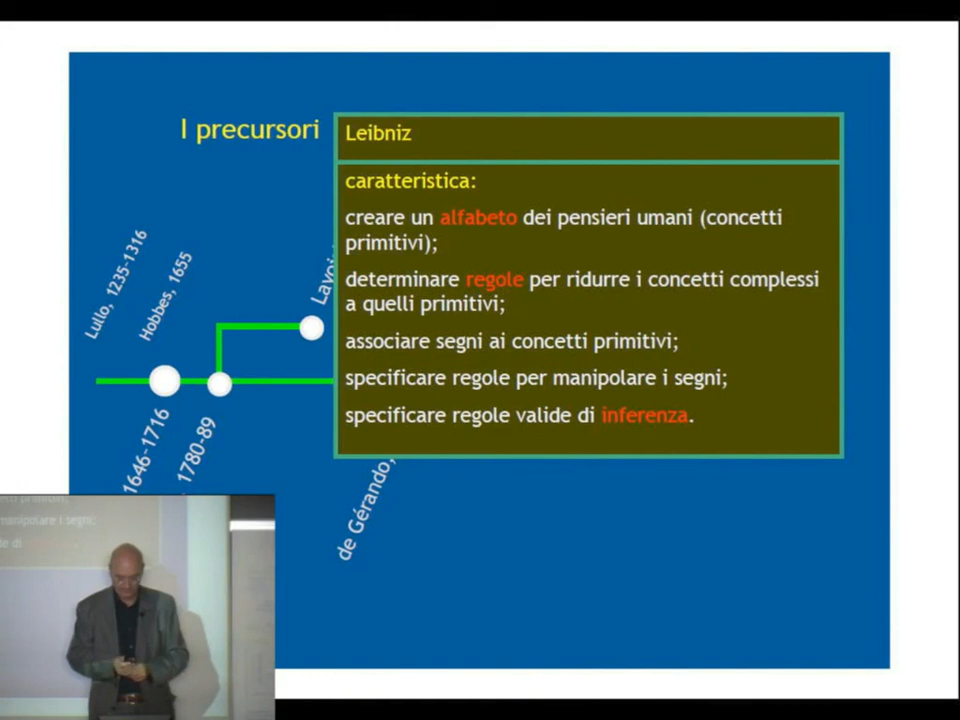 I precursori
Leibniz
caratteristica:
creare un alfabeto dei pensieri umani (concetti
primitivi);
determinare regole per ridurre i concetti complessi
a quelli primitivi;
associare segni ai concetti primitivi;
specificare regole per manipolare i segni;
specificare regole valide di inferenza.
Lullo, 1235-1316
Hobbes, 1655
1646-1716
1780-89
de Gérando,
manipolare i segni;